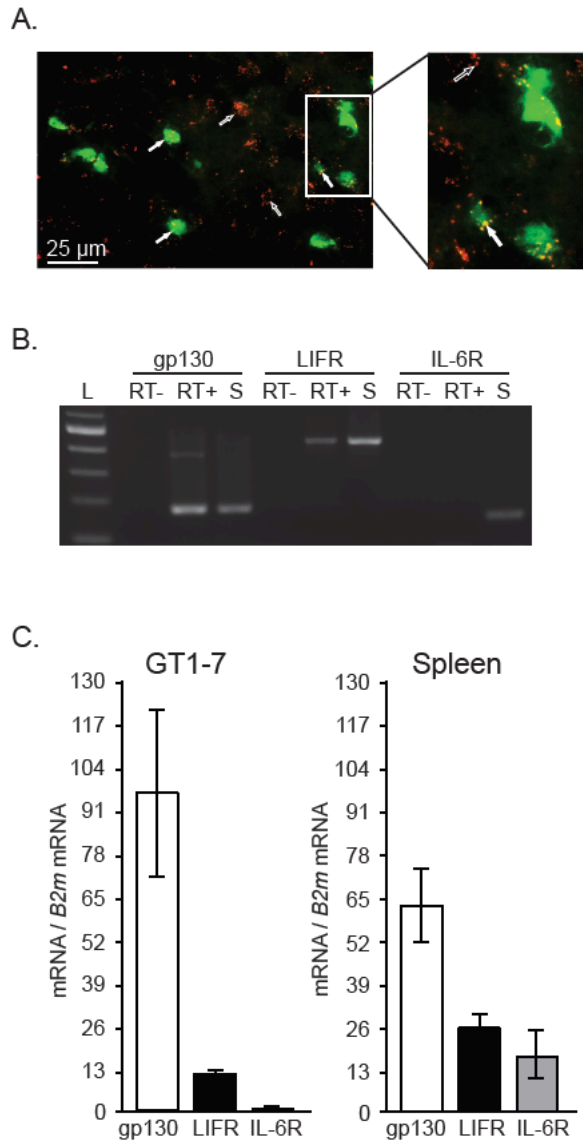 A.
25 µm
B.
gp130 LIFR IL-6R
L RT- RT+ S RT- RT+ S RT- RT+ S
C.
GT1-7 Spleen
mRNA / B2m mRNA
130
117
104
91
78
65
52
39
26
13
0
gp130 LIFR IL-6R
mRNA / B2m mRNA
130
117
104
91
78
65
52
39
26
13
0
gp130 LIFR IL-6R